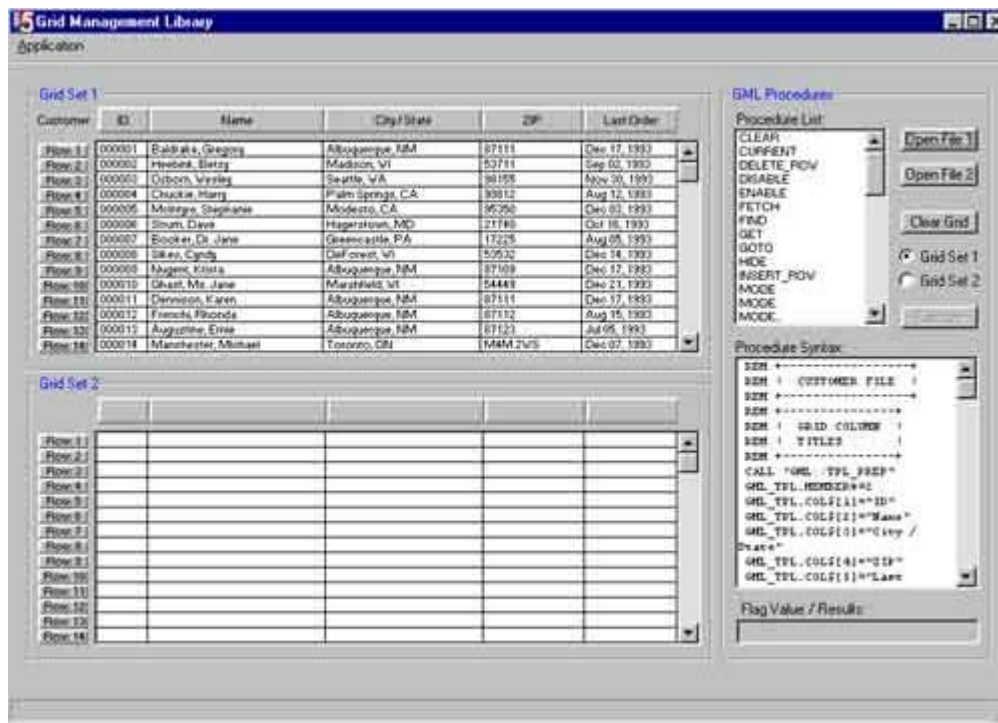 Grid Management Library
Application
Grid Set 1
Customer ID Name City / State ZIP Last Order
Row: 1 000001 Baldrake, Gregory Albuquerque, NM 87111 Dec 17, 1993
Row: 2 000002 Heebink, Betsy Madison, WI 53711 Sep 02, 1993
Row: 3 000003 Osborn, Wesley Seattle, WA 98155 Nov 30, 1993
Row: 4 000004 Chuckie, Harry Palm Springs, CA Aug 12, 1993
Row: 5 000005 McIntyre, Stephanie Modesto, CA 95350 Dec 03, 1993
Row: 6 000006 Strum, Dave Hagerstown, MD 21740 Oct 18, 1993
Row: 7 000007 Booker, Dr. Jane Greencastle, PA 17225 Aug 05, 1993
Row: 8 000008 Sikes, Cyndy DeForest, WI 53532 Dec 14, 1993
Row: 9 000009 Nugent, Krista Albuquerque, NM 87109 Dec 17, 1993
Row: 10 000010 Ghast, Ms. Jane Marshfield, WI 54449 Dec 21, 1993
Row: 11 000011 Dennison, Karen Albuquerque, NM 87111 Dec 17, 1993
Row: 12 000012 French, Rhonda Albuquerque, NM 87112 Aug 15, 1993
Row: 13 000013 Augustine, Ernie Albuquerque, NM 87123 Jul 05, 1993
Row: 14 000014 Manchester, Michael Toronto, ON M4M 2W5 Dec 07, 1993
Grid Set 2
Row: 1
Row: 2
Row: 3
Row: 4
Row: 5
Row: 6
Row: 7
Row: 8
Row: 9
Row: 10
Row: 11
Row: 12
Row: 13
Row: 14
GML Procedures
Procedure List:
CLEAR
CURRENT
DELETE_ROW
DISABLE
ENABLE
FETCH
FIND
GET
GOTO
HIDE
INSERT_ROW
MODE
MODE
MODE
Open File 1
Open File 2
Clear Grid
Grid Set 1
Grid Set 2
Procedure Syntax:
REM +------------------+
REM ! CUSTOMER FILE !
REM +------------------+
REM +----------------+
REM ! GRID COLUMN !
REM ! TITLES !
REM +----------------+
CALL "GML TPL_PREP"
GML_TPL.MEMBER#=2
GML_TPL.COL$[1]="ID"
GML_TPL.COL$[2]="Name"
GML_TPL.COL$[3]="City /
State"
GML_TPL.COL$[4]="ZIP"
GML_TPL.COL$[5]="Last
Flag Value / Results: